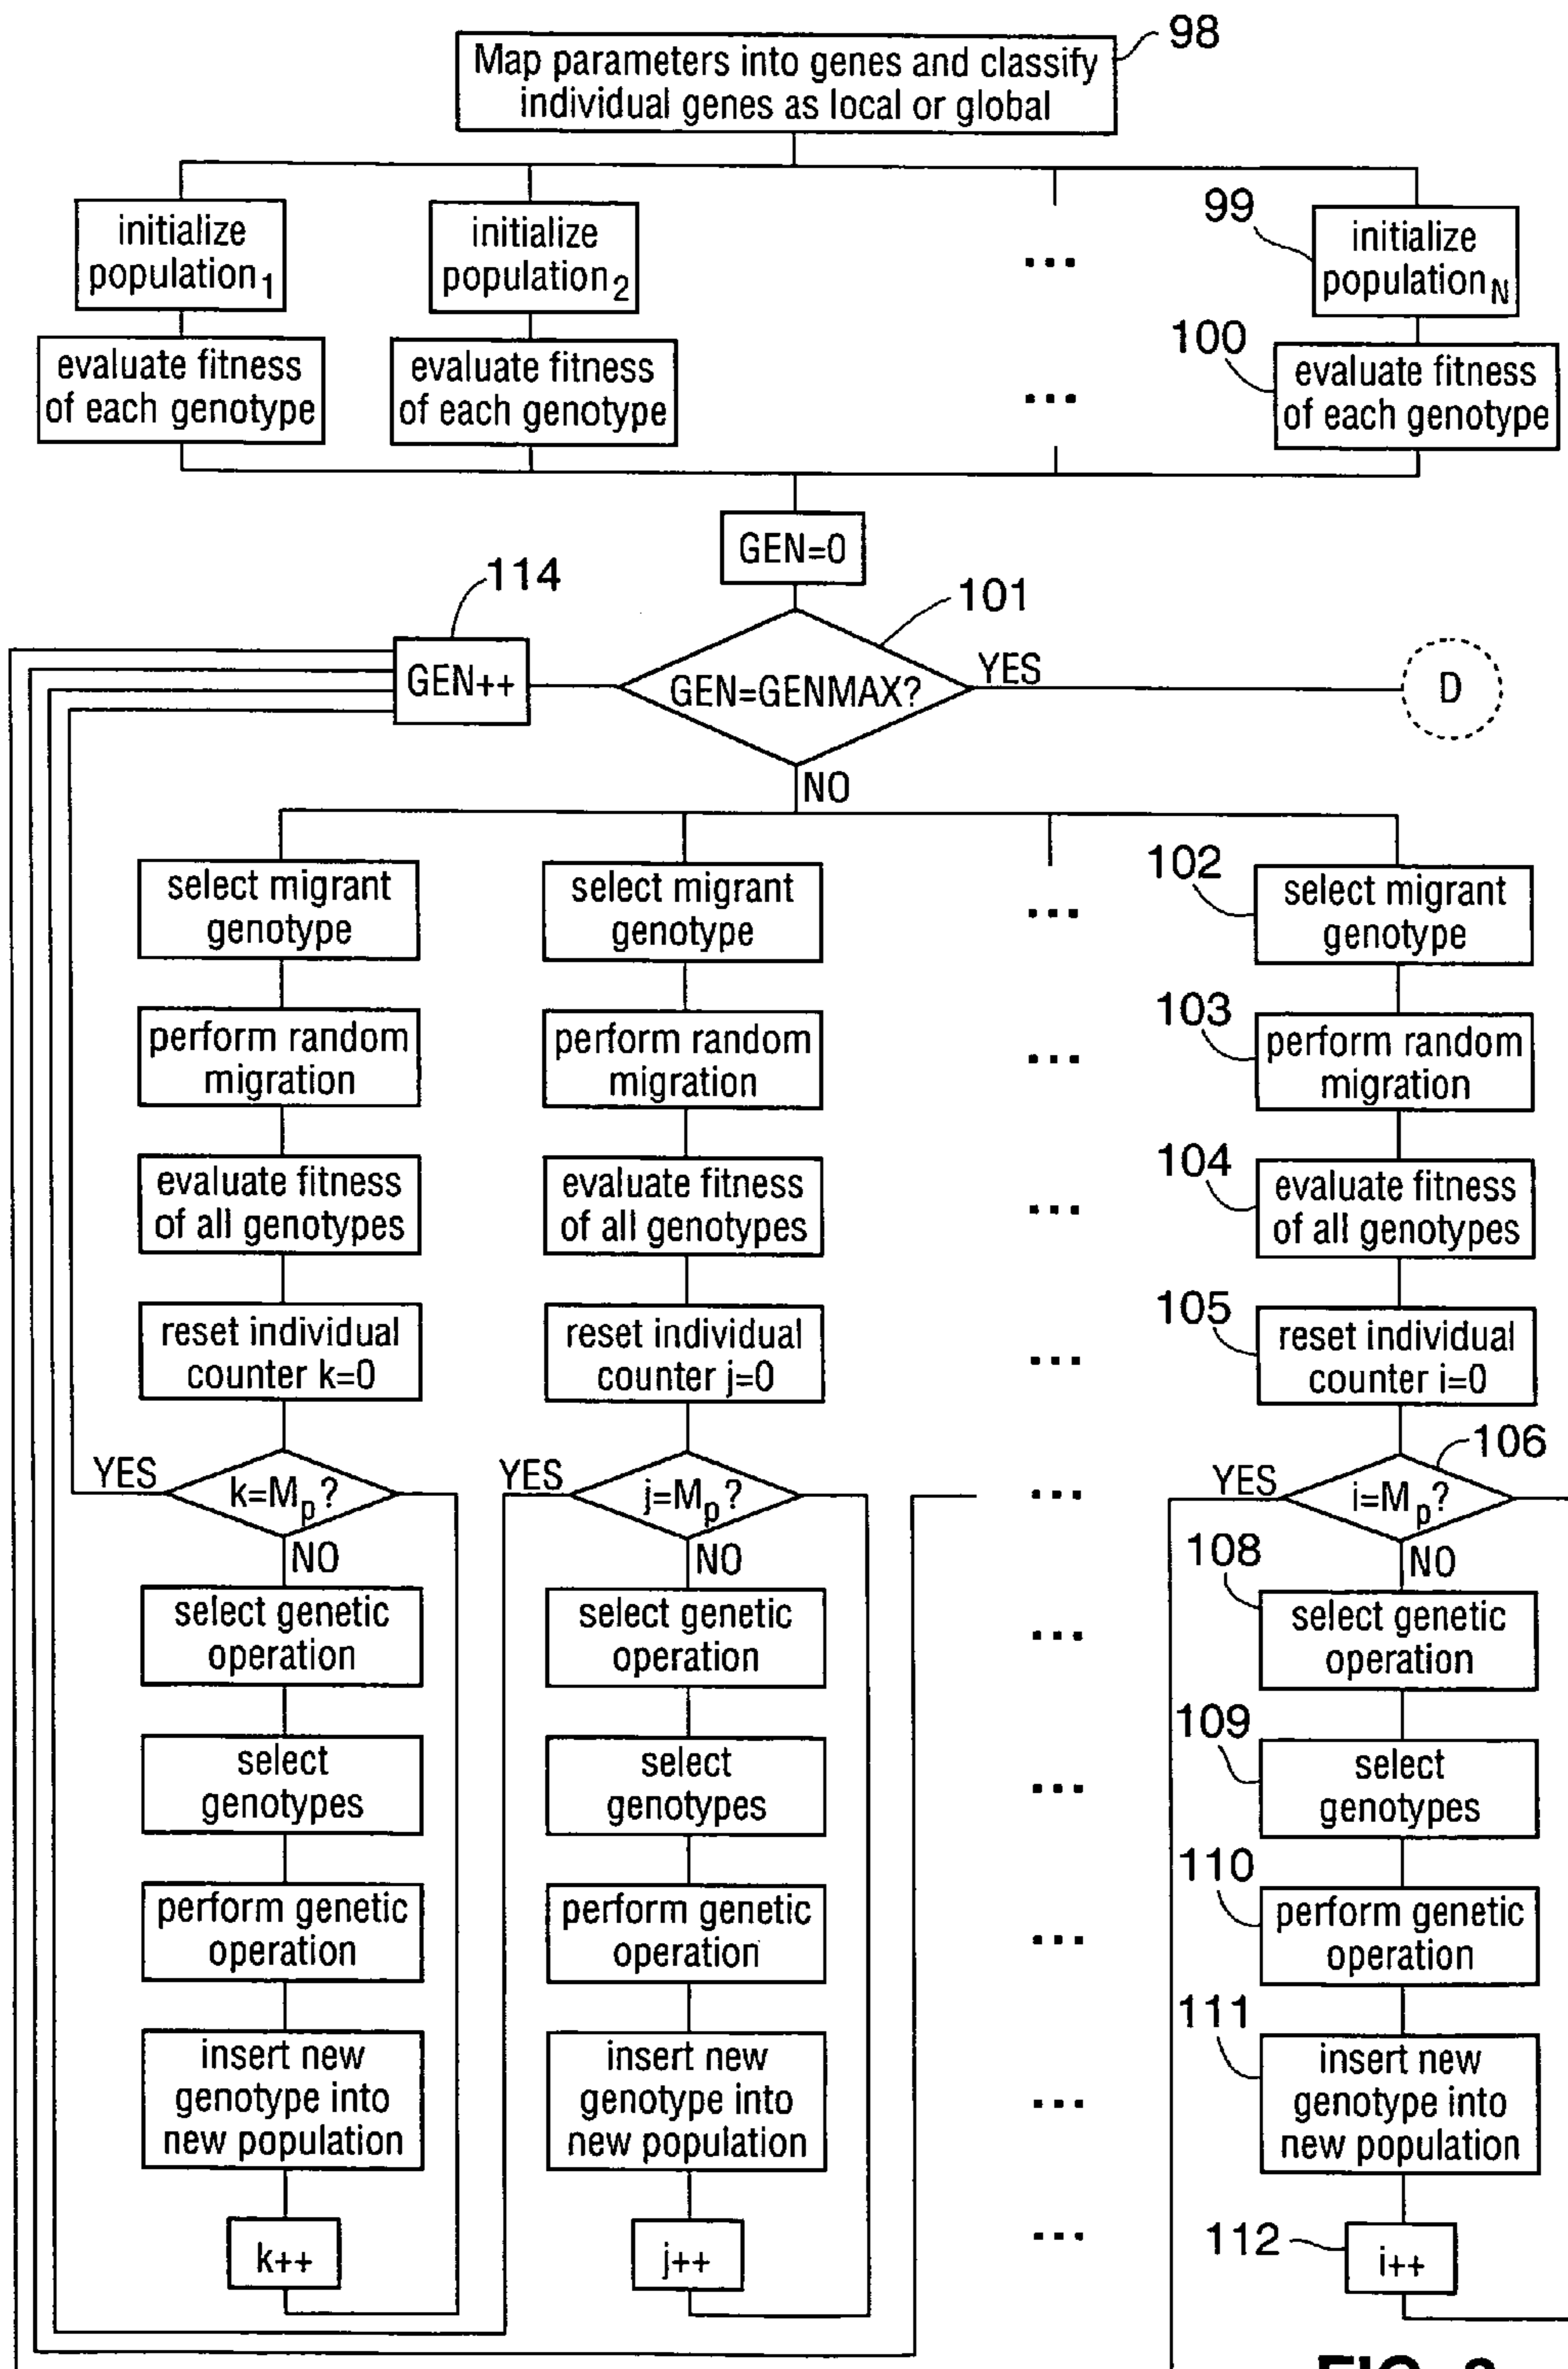 98
Map parameters into genes and classify
individual genes as local or global
initialize
population1
initialize
population2
...
99
initialize
populationN
evaluate fitness
of each genotype
evaluate fitness
of each genotype
...
100
evaluate fitness
of each genotype
GEN=0
114
GEN++
101
GEN=GENMAX?
YES
D
NO
select migrant
genotype
select migrant
genotype
...
102
select migrant
genotype
perform random
migration
perform random
migration
...
103
perform random
migration
evaluate fitness
of all genotypes
evaluate fitness
of all genotypes
...
104
evaluate fitness
of all genotypes
reset individual
counter k=0
reset individual
counter j=0
...
105
reset individual
counter i=0
YES
k=Mp?
NO
YES
j=Mp?
NO
...
YES
i=Mp?
106
NO
select genetic
operation
select genetic
operation
...
108
select genetic
operation
select
genotypes
select
genotypes
...
109
select
genotypes
perform genetic
operation
perform genetic
operation
...
110
perform genetic
operation
insert new
genotype into
new population
insert new
genotype into
new population
...
111
insert new
genotype into
new population
k++
j++
...
112
i++